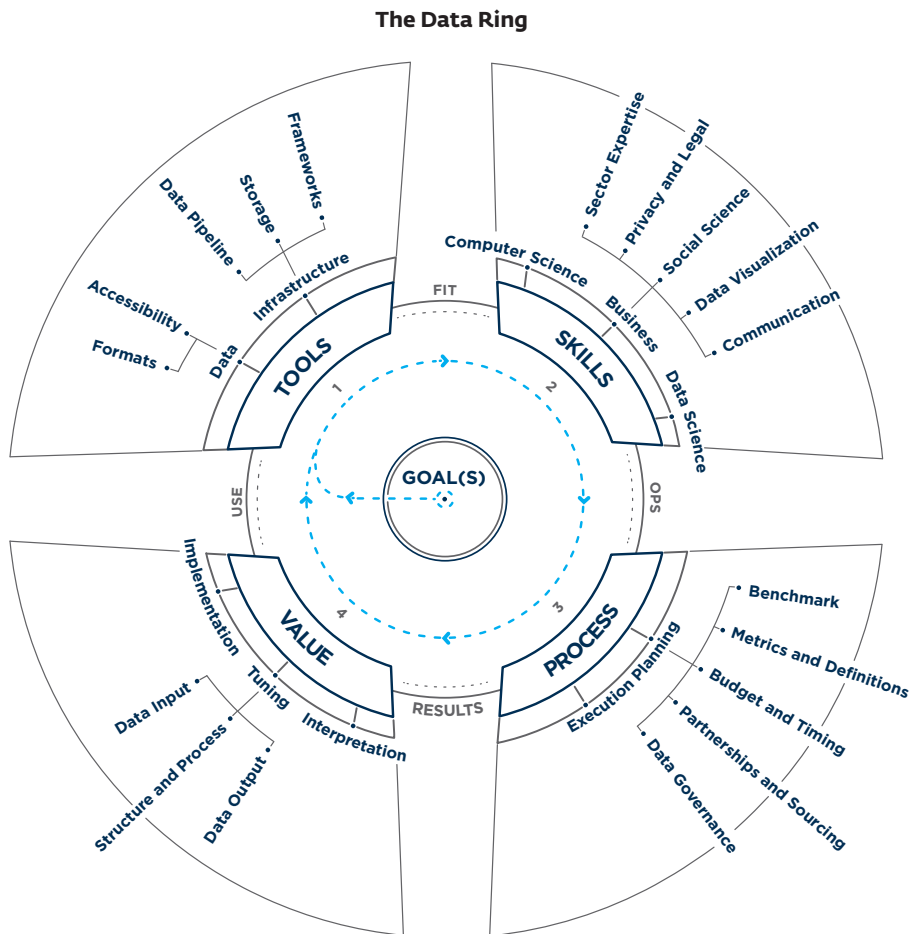 The Data Ring
Frameworks
Storage
Data Pipeline
Infrastructure
Accessibility
Formats
Data
TOOLS
1
FIT
Sector Expertise
Privacy and Legal
Social Science
Data Visualization
Communication
Computer Science
Business
Data Science
SKILLS
2
GOAL(S)
USE
OPS
Implementation
Tuning
Interpretation
Data Input
Structure and Process
Data Output
VALUE
4
RESULTS
3
PROCESS
Execution Planning
Benchmark
Metrics and Definitions
Budget and Timing
Partnerships and Sourcing
Data Governance